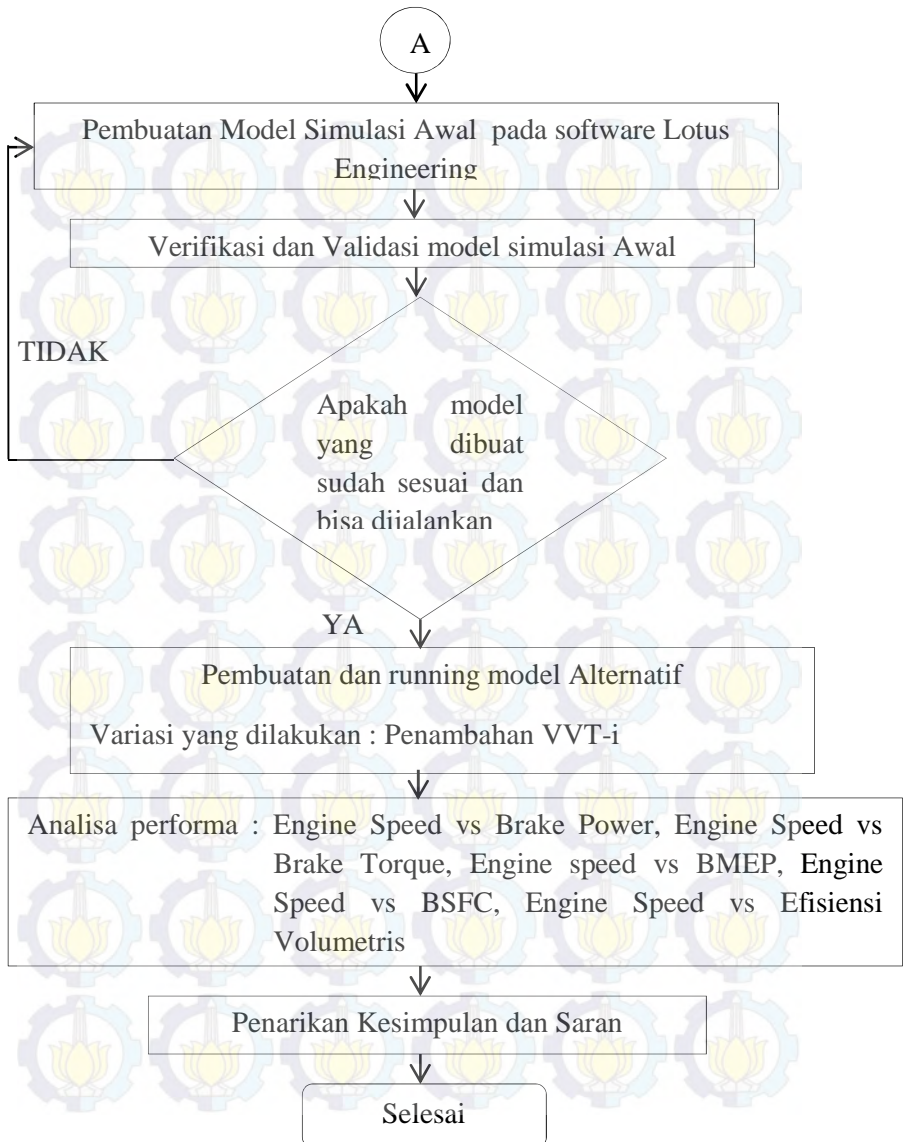 A
Pembuatan Model Simulasi Awal pada software Lotus
Engineering
Verifikasi dan Validasi model simulasi Awal
TIDAK
Apakah model
yang dibuat
sudah sesuai dan
bisa dijalankan
YA
Pembuatan dan running model Alternatif
Variasi yang dilakukan : Penambahan VVT-i
Analisa performa : Engine Speed vs Brake Power, Engine Speed vs
Brake Torque, Engine speed vs BMEP, Engine
Speed vs BSFC, Engine Speed vs Efisiensi
Volumetris
Penarikan Kesimpulan dan Saran
Selesai